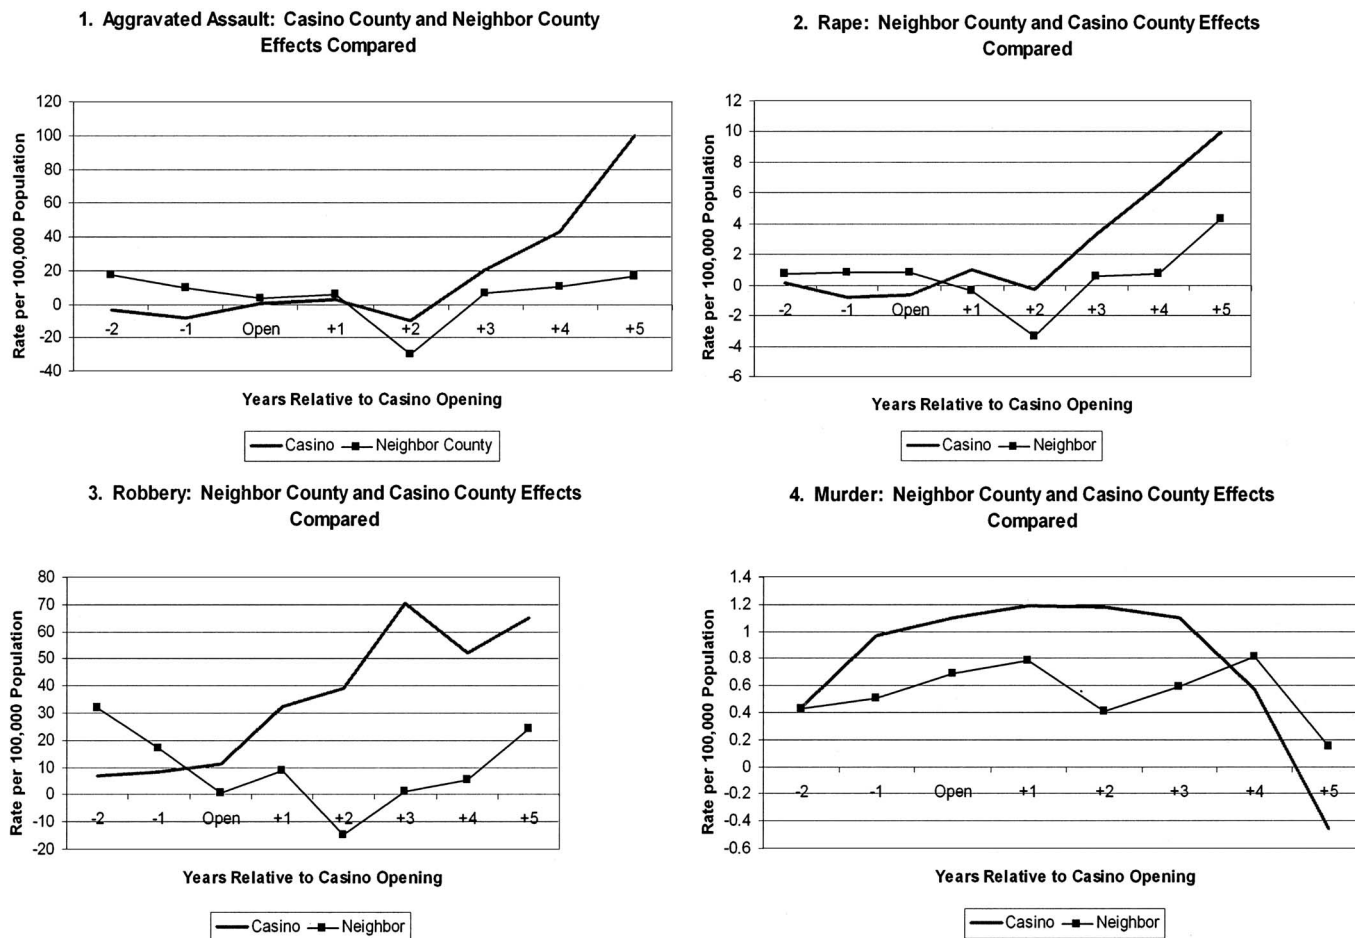 1. Aggravated Assault: Casino County and Neighbor County
Effects Compared
Rate per 100,000 Population
120
100
80
60
40
20
0
-20
-40
-2
-1
Open
+1
+2
+3
+4
+5
Years Relative to Casino Opening
Casino
Neighbor County
2. Rape: Neighbor County and Casino County Effects
Compared
Rate per 100,000 Population
12
10
8
6
4
2
0
-2
-4
-6
-2
-1
Open
+1
+2
+3
+4
+5
Years Relative to Casino Opening
Casino
Neighbor
3. Robbery: Neighbor County and Casino County Effects
Compared
Rate per 100,000 Population
80
70
60
50
40
30
20
10
0
-10
-20
-2
-1
Open
+1
+2
+3
+4
+5
Years Relative to Casino Opening
Casino
Neighbor
4. Murder: Neighbor County and Casino County Effects
Compared
Rate per 100,000 Population
1.4
1.2
1
0.8
0.6
0.4
0.2
0
-0.2
-0.4
-0.6
-2
-1
Open
+1
+2
+3
+4
+5
Years Relative to Casino Opening
Casino
Neighbor